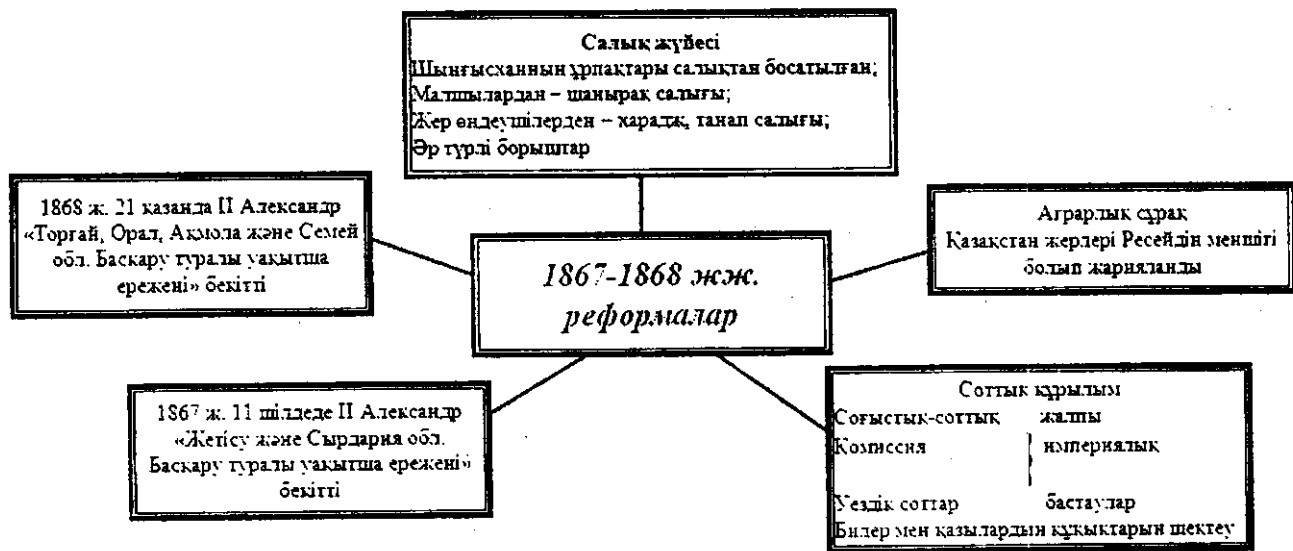 Салық жүйесі
Шыңғысханның ұрпақтары салықтан босатылған;
Малшылардан – шаңырақ салығы;
Жер өңдеушілерден – харадж, танап салығы;
Әр түрлі борыштар
1868 ж. 21 қазанда II Александр
«Торғай, Орал, Ақмола және Семей
обл. Басқару туралы уақытша
ережені» бекітті
1867-1868 жж.
реформалар
Аграрлық сұрақ
Қазақстан жерлері Ресейдің меншігі
болып жарияланды
1867 ж. 11 шілдеде II Александр
«Жетісу және Сырдария обл.
Басқару туралы уақытша ережені»
бекітті
Соттық құрылым
Соғыстық-соттық жалпы
Комиссия империялық
Уездік соттар бастаулар
Билер мен қазылардың құқықтарын шектеу